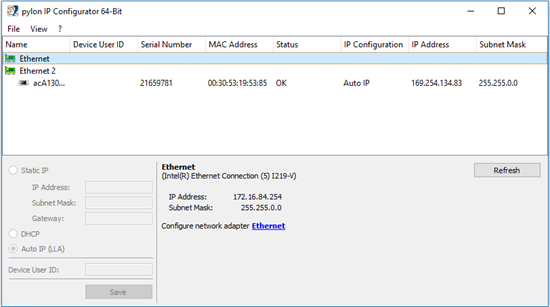 pylon IP Configurator 64-Bit
File View ?
Name Device User ID Serial Number MAC Address Status IP Configuration IP Address Subnet Mask
Ethernet
Ethernet 2
acA130... 21659781 00:30:53:19:53:85 OK Auto IP 169.254.134.83 255.255.0.0
Static IP
IP Address:
Subnet Mask:
Gateway:
DHCP
Auto IP (LLA)
Device User ID:
Save
Ethernet
(Intel(R) Ethernet Connection (5) I219-V)
IP Address: 172.16.84.254
Subnet Mask: 255.255.0.0
Configure network adapter Ethernet
Refresh